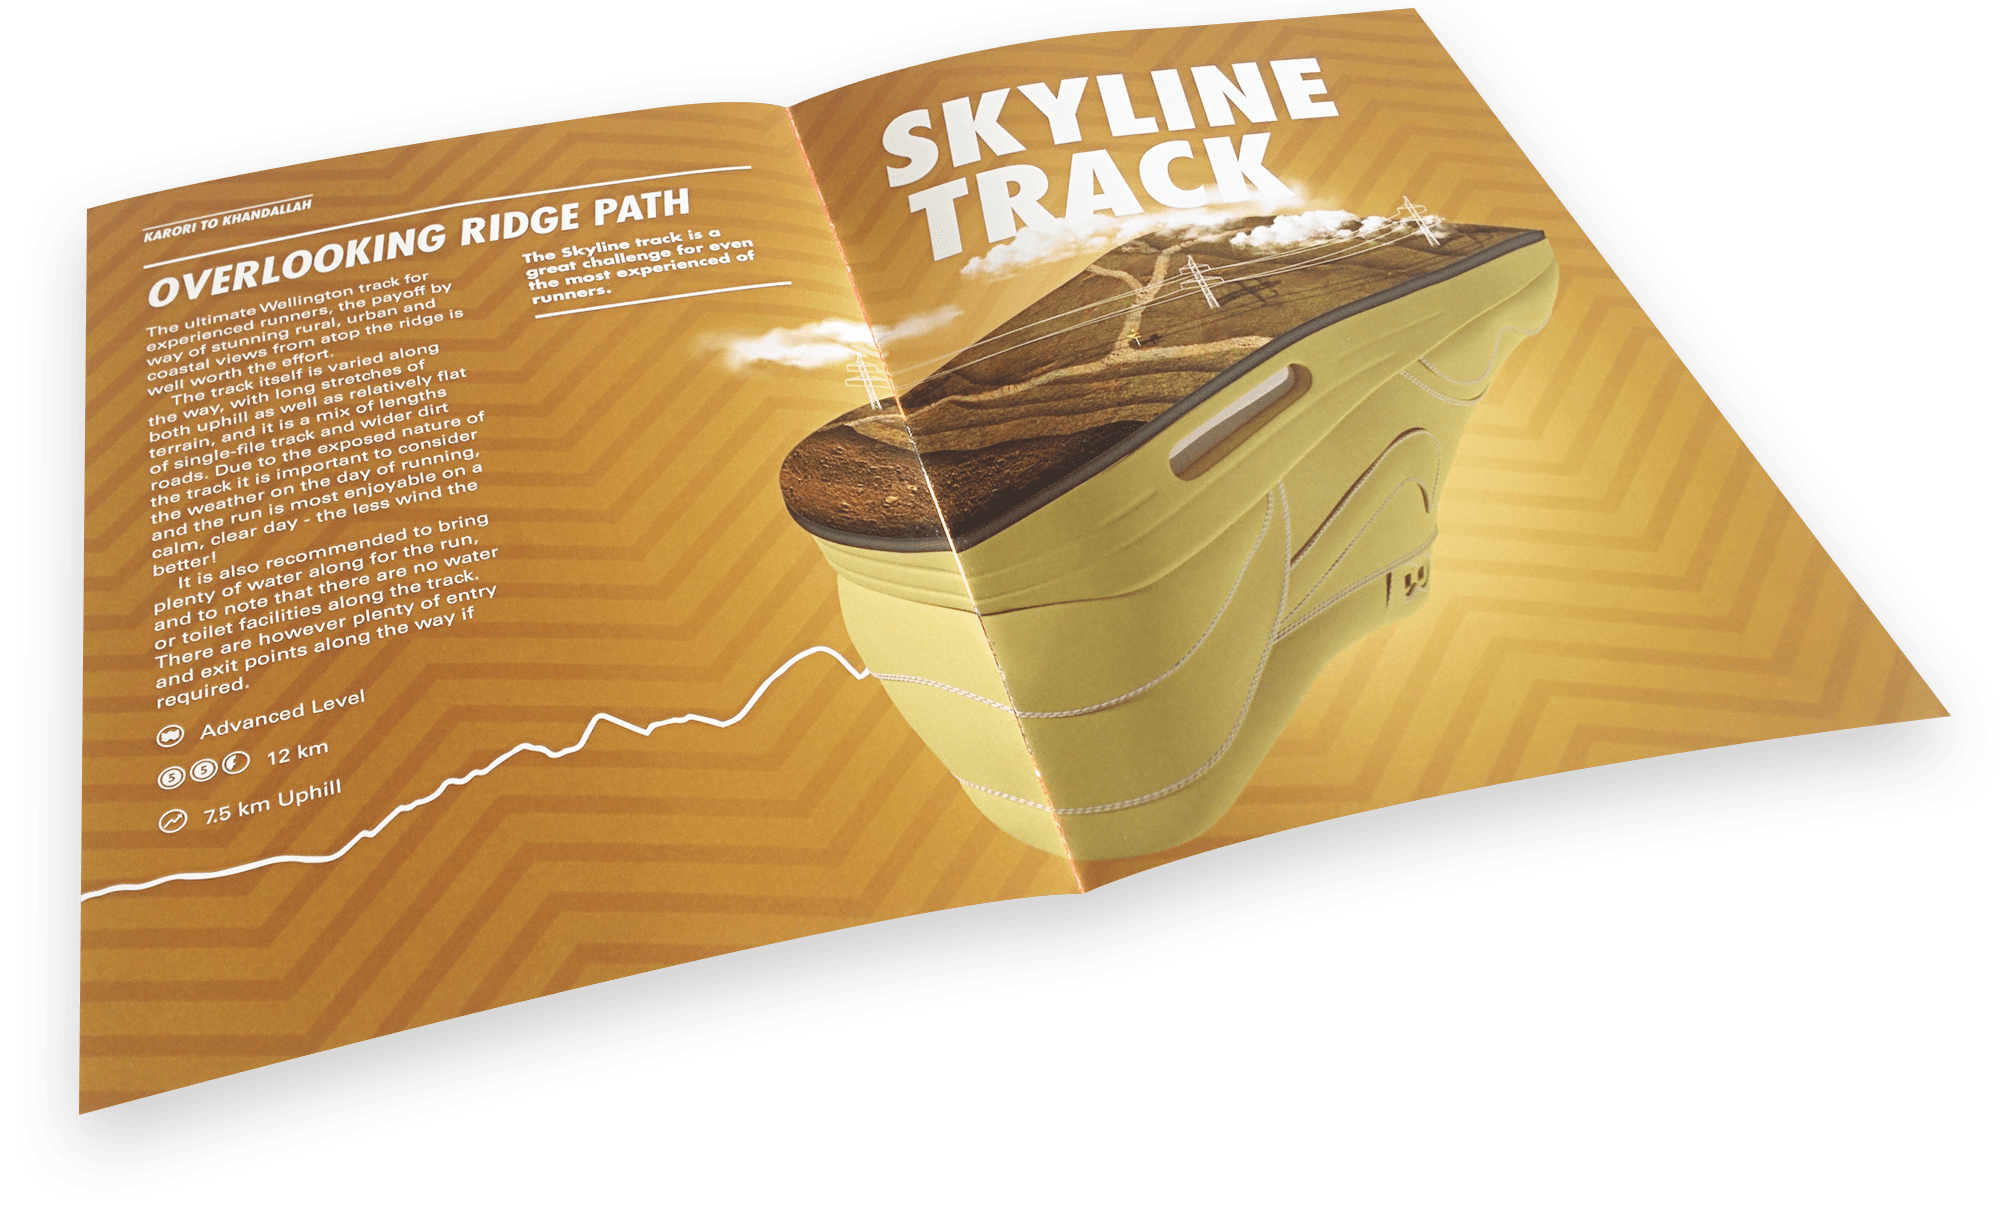 KARORI TO KHANDALLAH
OVERLOOKING RIDGE PATH
The ultimate Wellington track for
experienced runners, the payoff by
way of stunning rural, urban and
coastal views from atop the ridge is
well worth the effort.
The track itself is varied along
the way, with long stretches of
both uphill as well as relatively flat
terrain, and it is a mix of lengths
of single-file track and wider dirt
roads. Due to the exposed nature of
the track it is important to consider
the weather on the day of running,
and the run is most enjoyable on a
calm, clear day - the less wind the
better!
It is also recommended to bring
plenty of water along for the run,
and to note that there are no water
or toilet facilities along the track.
There are however plenty of entry
and exit points along the way if
required.
The Skyline track is a
great challenge for even
the most experienced of
runners.
Advanced Level
5 5 12 km
7.5 km Uphill
SKYLINE
TRACK